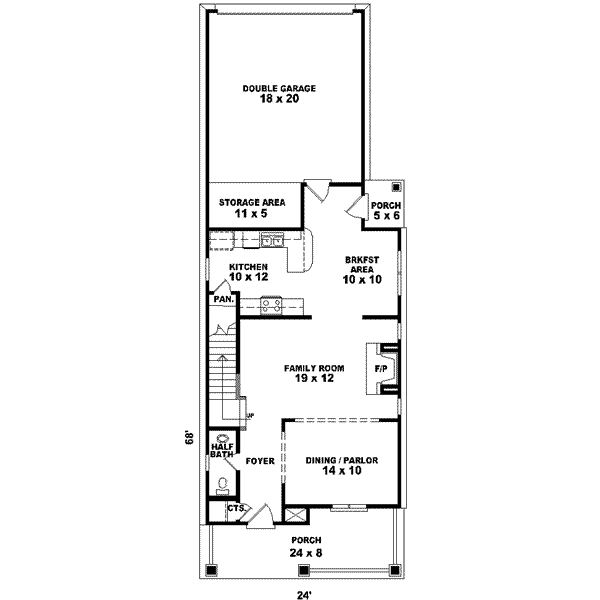 DOUBLE GARAGE
18 x 20
STORAGE AREA
11 x 5
PORCH
5 x 6
KITCHEN
10 x 12
BRKFST
AREA
10 x 10
PAN.
FAMILY ROOM
19 x 12
F/P
UP
68'
HALF
BATH
FOYER
DINING / PARLOR
14 x 10
CTS.
PORCH
24 x 8
24'